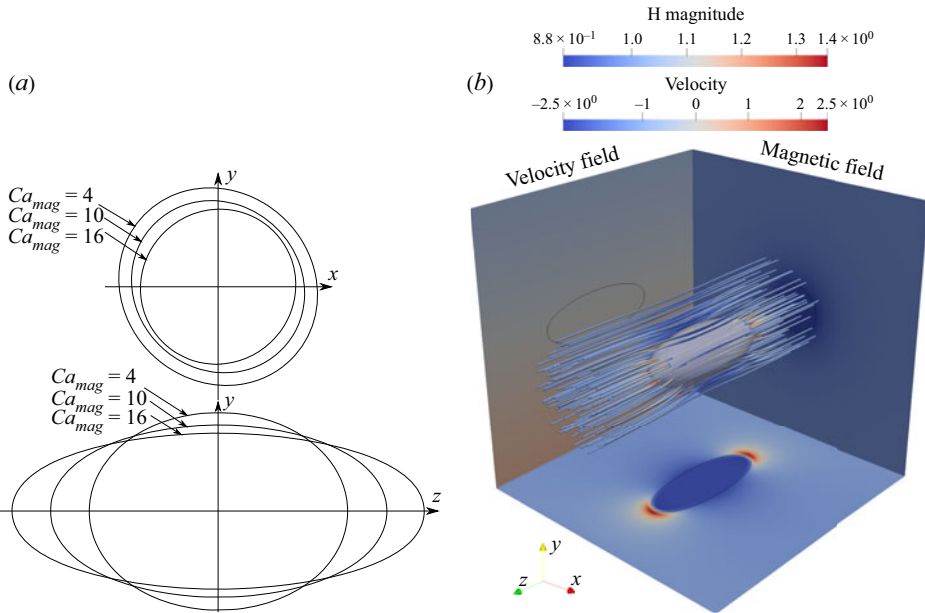 (a)
y
Ca_mag = 4
Ca_mag = 10
Ca_mag = 16
x
Ca_mag = 4
Ca_mag = 10
Ca_mag = 16
y
z
(b)
H magnitude
8.8 × 10⁻¹ 1.0 1.1 1.2 1.3 1.4 × 10⁰
Velocity
–2.5 × 10⁰ –1 0 1 2 2.5 × 10⁰
Velocity field
Magnetic field
y
z
x